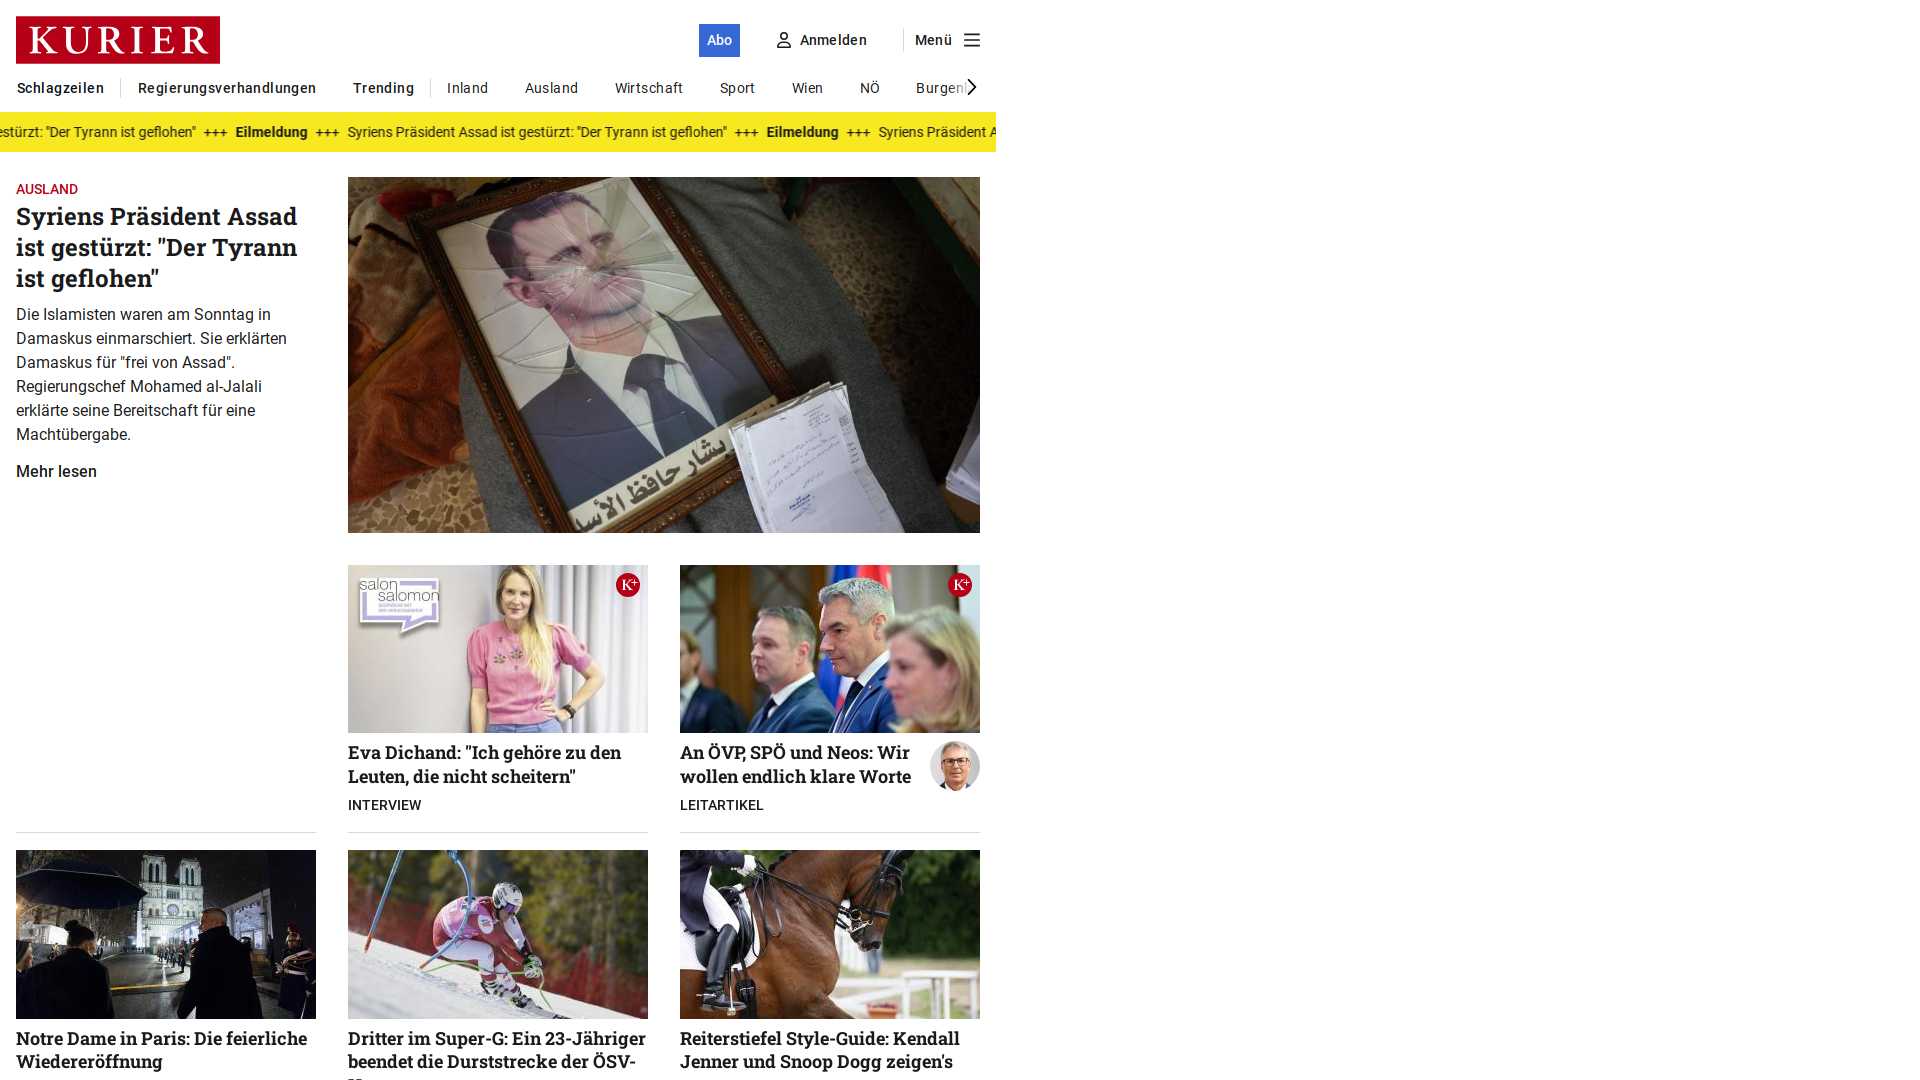 KURIER
Abo
Anmelden
Menü
Schlagzeilen
Regierungsverhandlungen
Trending
Inland
Ausland
Wirtschaft
Sport
Wien
NÖ
estürzt: "Der Tyrann ist geflohen" +++ Eilmeldung +++ Syriens Präsident Assad ist gestürzt: "Der Tyrann ist geflohen" +++ Eilmeldung +++ Syriens Präsident A
AUSLAND
Syriens Präsident Assad
ist gestürzt: "Der Tyrann
ist geflohen"
Die Islamisten waren am Sonntag in
Damaskus einmarschiert. Sie erklärten
Damaskus für "frei von Assad".
Regierungschef Mohamed al-Jalali
erklärte seine Bereitschaft für eine
Machtübergabe.
Mehr lesen
بشار حافظ الأسد
salon
salomon
K+
K+
Eva Dichand: "Ich gehöre zu den
Leuten, die nicht scheitern"
INTERVIEW
An ÖVP, SPÖ und Neos: Wir
wollen endlich klare Worte
LEITARTIKEL
Notre Dame in Paris: Die feierliche
Wiedereröffnung
Dritter im Super-G: Ein 23-Jähriger
beendet die Durststrecke der ÖSV-
Reiterstiefel Style-Guide: Kendall
Jenner und Snoop Dogg zeigen's